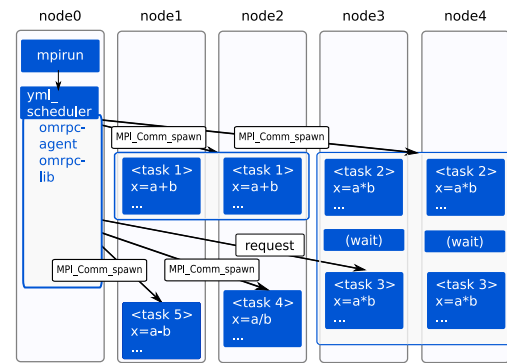 node0
node1
node2
node3
node4
mpirun
yml_
scheduler
omrpc-
agent
omrpc-
lib
MPI_Comm_spawn
MPI_Comm_spawn
<task 1>
x=a+b
...
<task 1>
x=a+b
...
<task 2>
x=a*b
...
<task 2>
x=a*b
...
(wait)
(wait)
request
MPI_Comm_spawn
MPI_Comm_spawn
<task 3>
x=a*b
...
<task 3>
x=a*b
...
<task 5>
x=a-b
...
<task 4>
x=a/b
...